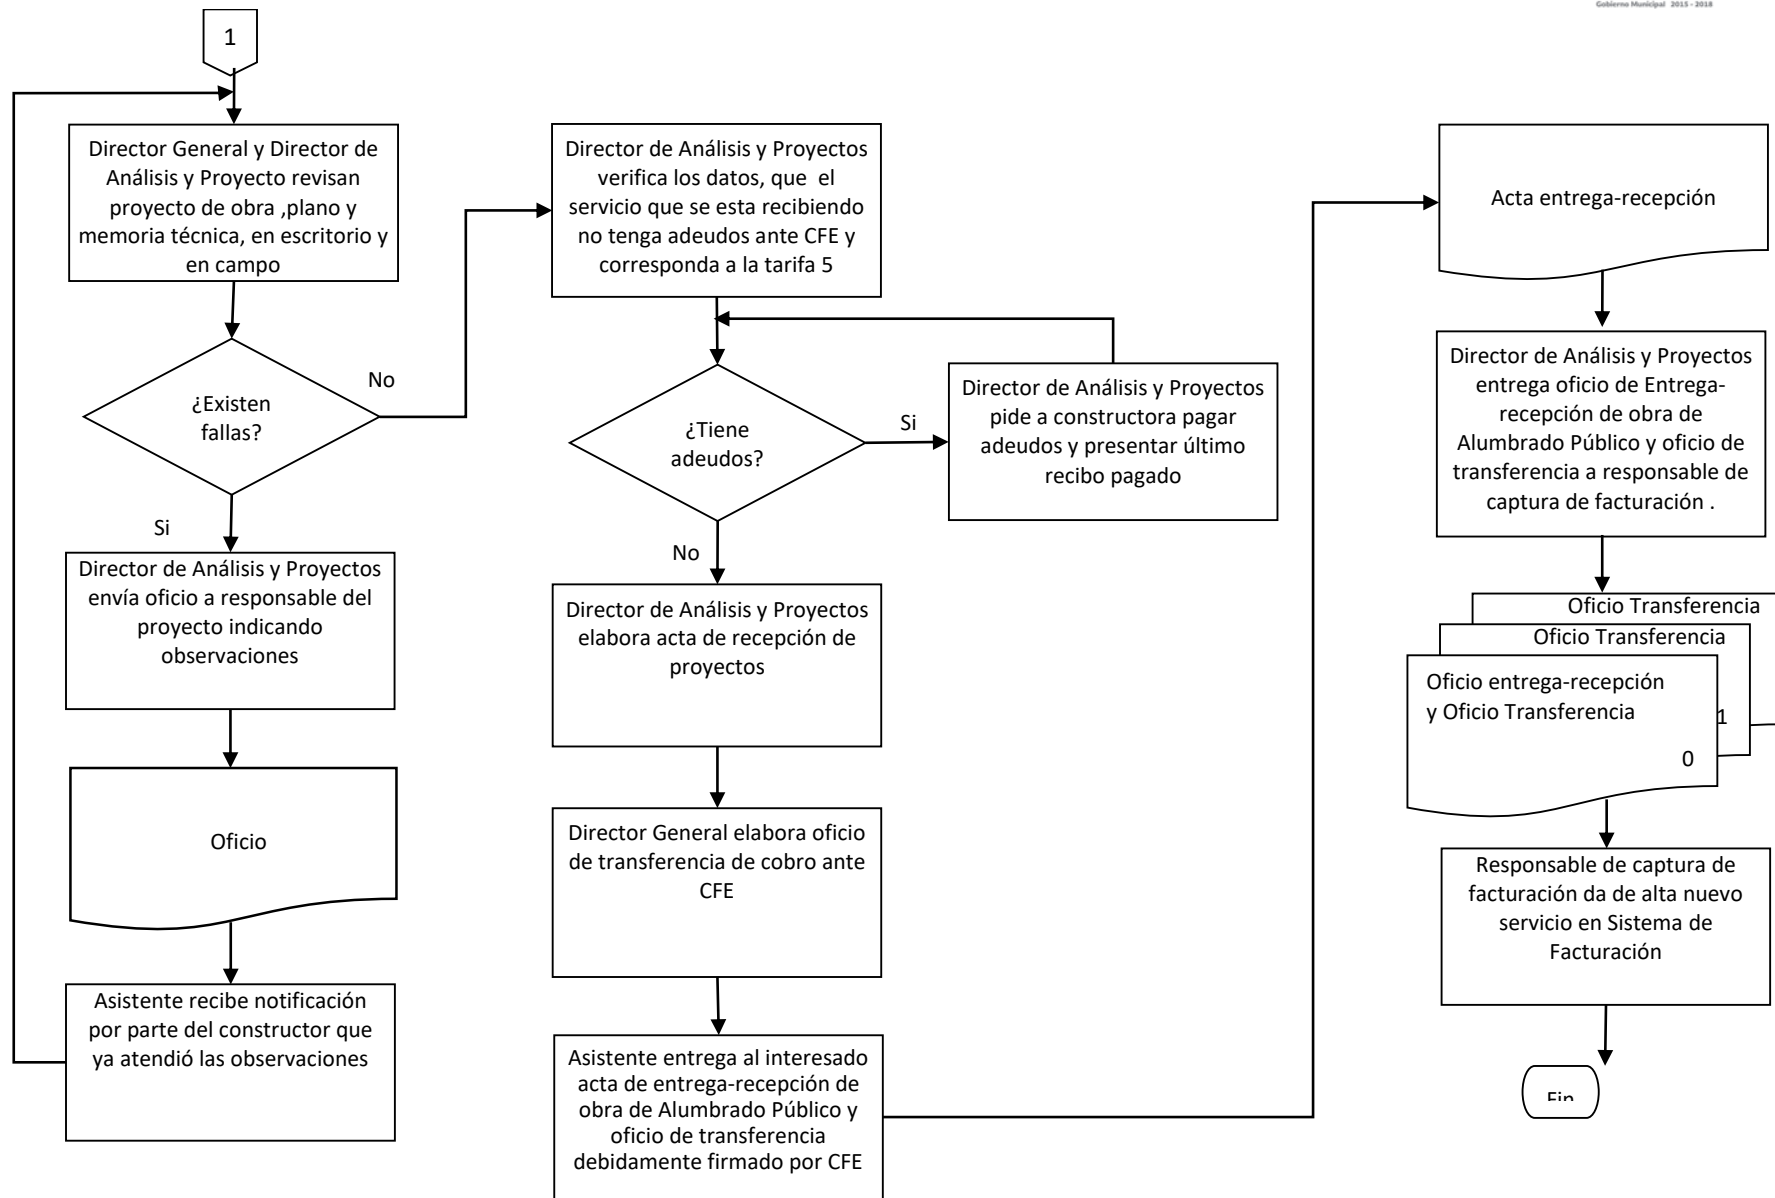 Gobierno Municipal 2015 - 2018
1
Director General y Director de
Análisis y Proyecto revisan
proyecto de obra ,plano y
memoria técnica, en escritorio y
en campo
¿Existen
fallas?
No
Si
Director de Análisis y Proyectos
envía oficio a responsable del
proyecto indicando
observaciones
Oficio
Asistente recibe notificación
por parte del constructor que
ya atendió las observaciones
Director de Análisis y Proyectos
verifica los datos, que el
servicio que se esta recibiendo
no tenga adeudos ante CFE y
corresponda a la tarifa 5
¿Tiene
adeudos?
Si
Director de Análisis y Proyectos
pide a constructora pagar
adeudos y presentar último
recibo pagado
No
Director de Análisis y Proyectos
elabora acta de recepción de
proyectos
Director General elabora oficio
de transferencia de cobro ante
CFE
Asistente entrega al interesado
acta de entrega-recepción de
obra de Alumbrado Público y
oficio de transferencia
debidamente firmado por CFE
Acta entrega-recepción
Director de Análisis y Proyectos
entrega oficio de Entrega-
recepción de obra de
Alumbrado Público y oficio de
transferencia a responsable de
captura de facturación .
Oficio Transferencia
Oficio Transferencia
Oficio entrega-recepción
y Oficio Transferencia
1
0
Responsable de captura de
facturación da de alta nuevo
servicio en Sistema de
Facturación
Fin